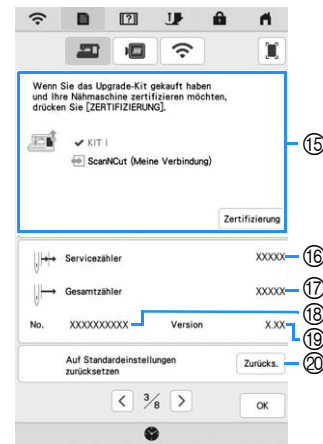 Wenn Sie das Upgrade-Kit gekauft haben
und Ihre Nähmaschine zertifizieren möchten,
drücken Sie [ZERTIFIZIERUNG].
✓ KIT I
ScanNCut (Meine Verbindung)
Zertifizierung
⑮
Servicezähler XXXXX ⑯
Gesamtzähler XXXXX ⑰
⑱
No. XXXXXXXXXX Version X.XX ⑲
Auf Standardeinstellungen
zurücksetzen
Zurücks. ⑳
< 3/8 > OK